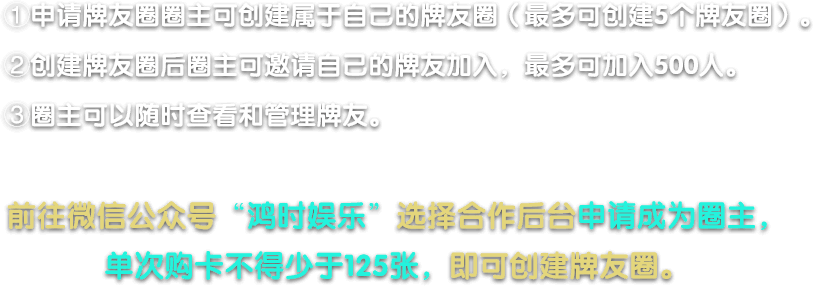 ①申请牌友圈圈主可创建属于自己的牌友圈（最多可创建5个牌友圈）。
②创建牌友圈后圈主可邀请自己的牌友加入，最多可加入500人。
③圈主可以随时查看和管理牌友。
前往微信公众号“鸿时娱乐”选择合作后台申请成为圈主，
单次购卡不得少于125张，即可创建牌友圈。